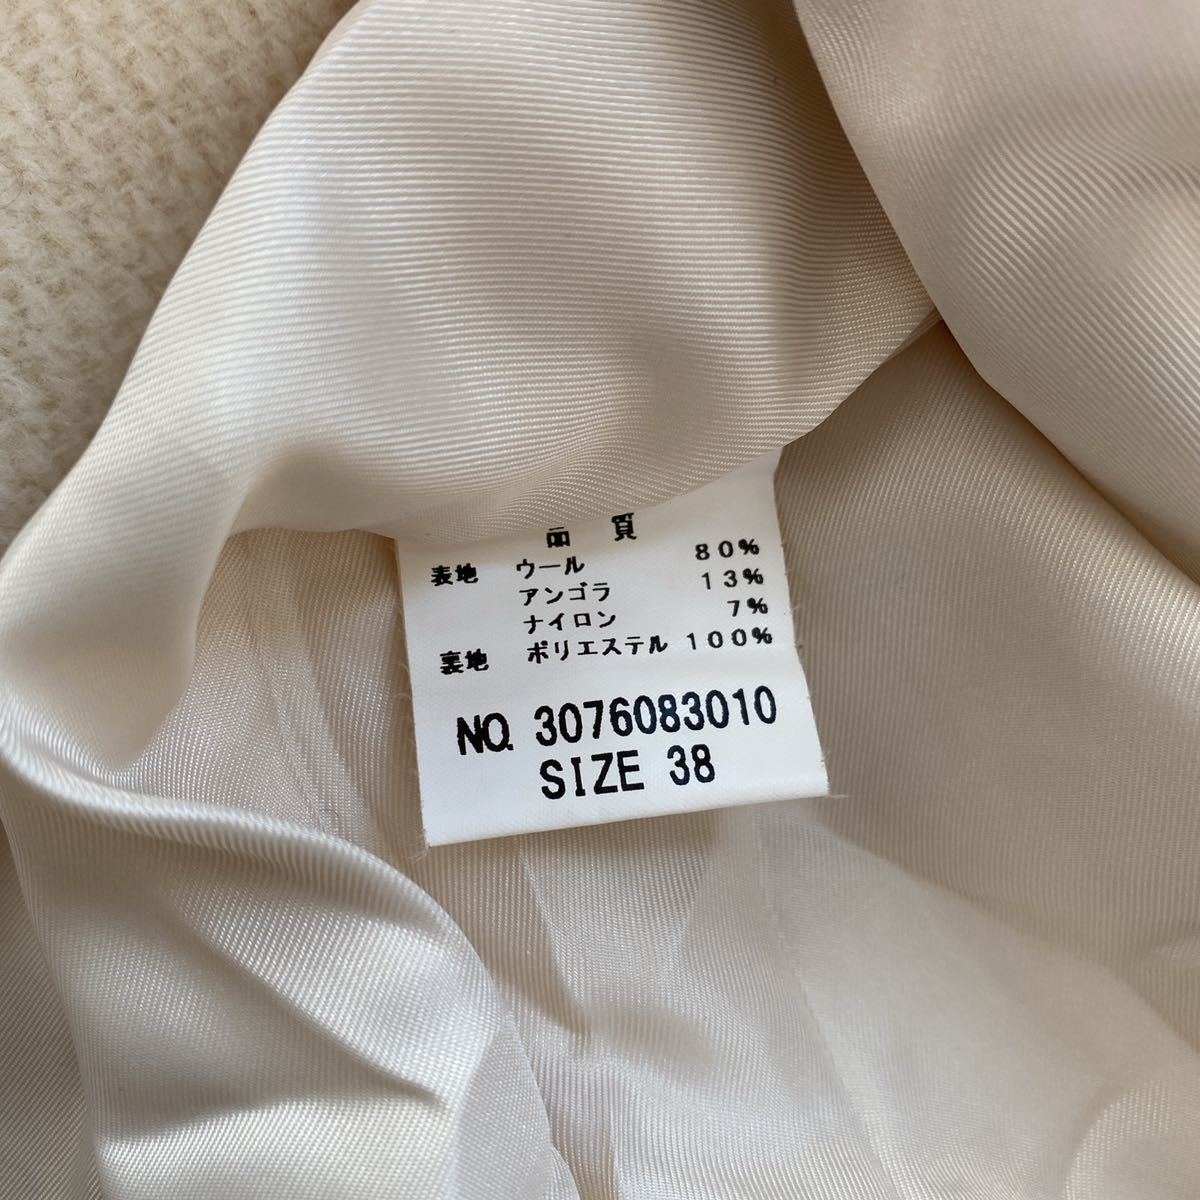 品 質
表地 ウール 80%
アンゴラ 13%
ナイロン 7%
裏地 ポリエステル 100%
NO. 3076083010
SIZE 38